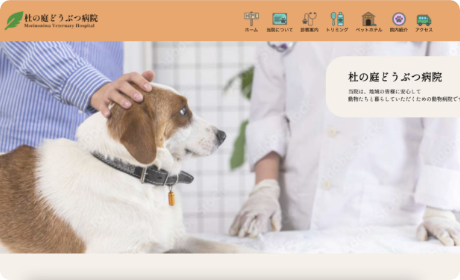 杜の庭どうぶつ病院
Morinoniwa Veterinary Hospital
ホーム
当院について
診察案内
トリミング
ペットホテル
院内紹介
アクセス
杜の庭どうぶつ病院
当院は、地域の皆様に安心して
動物たちと暮らしていただくための動物病院で